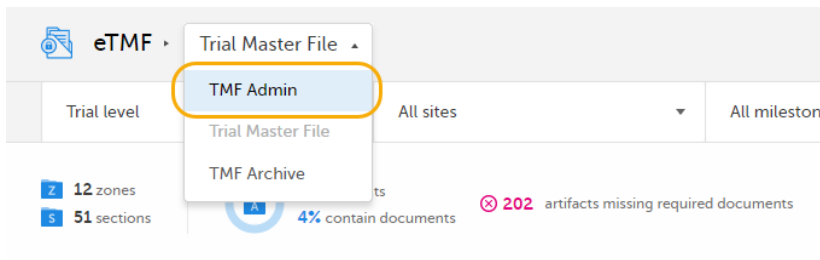 eTMF
Trial Master File
TMF Admin
Trial level
All sites
All mileston
Trial Master File
TMF Archive
Z 12 zones
ts
S 51 sections
A
4% contain documents
202 artifacts missing required documents